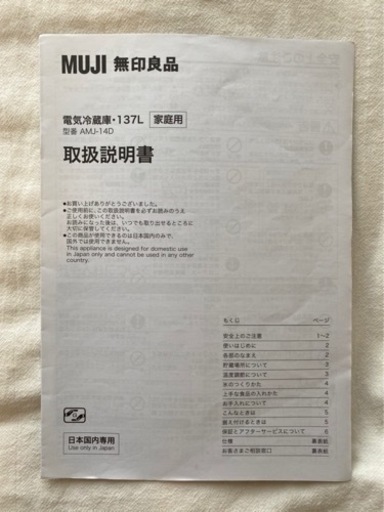 MUJI 無印良品
電気冷蔵庫・137L 家庭用
型番 AMJ-14D
取扱説明書
●お買い上げありがとうございました。
●ご使用前に、この取扱説明書を必ずお読みのうえ
正しくお使いください。
お読みになった後は、いつでも取り出せるところに
大切に保管してください。
●この商品が使用できるのは日本国内のみで、
国外では使用できません。
This appliance is designed for domestic use
in Japan only and cannot be used in any other
country.
もくじ ページ
安全上のご注意 1〜2
使いはじめに 2
各部のなまえ 2
貯蔵場所について 3
温度調節について 3
氷のつくりかた 4
上手な食品の入れかた 4
お手入れについて 4
こんなときは 5
据え付けるときは 5
保証とアフターサービスについて 6
仕様 裏表紙
お客さまご相談窓口 裏表紙
日本国内専用
Use only in Japan